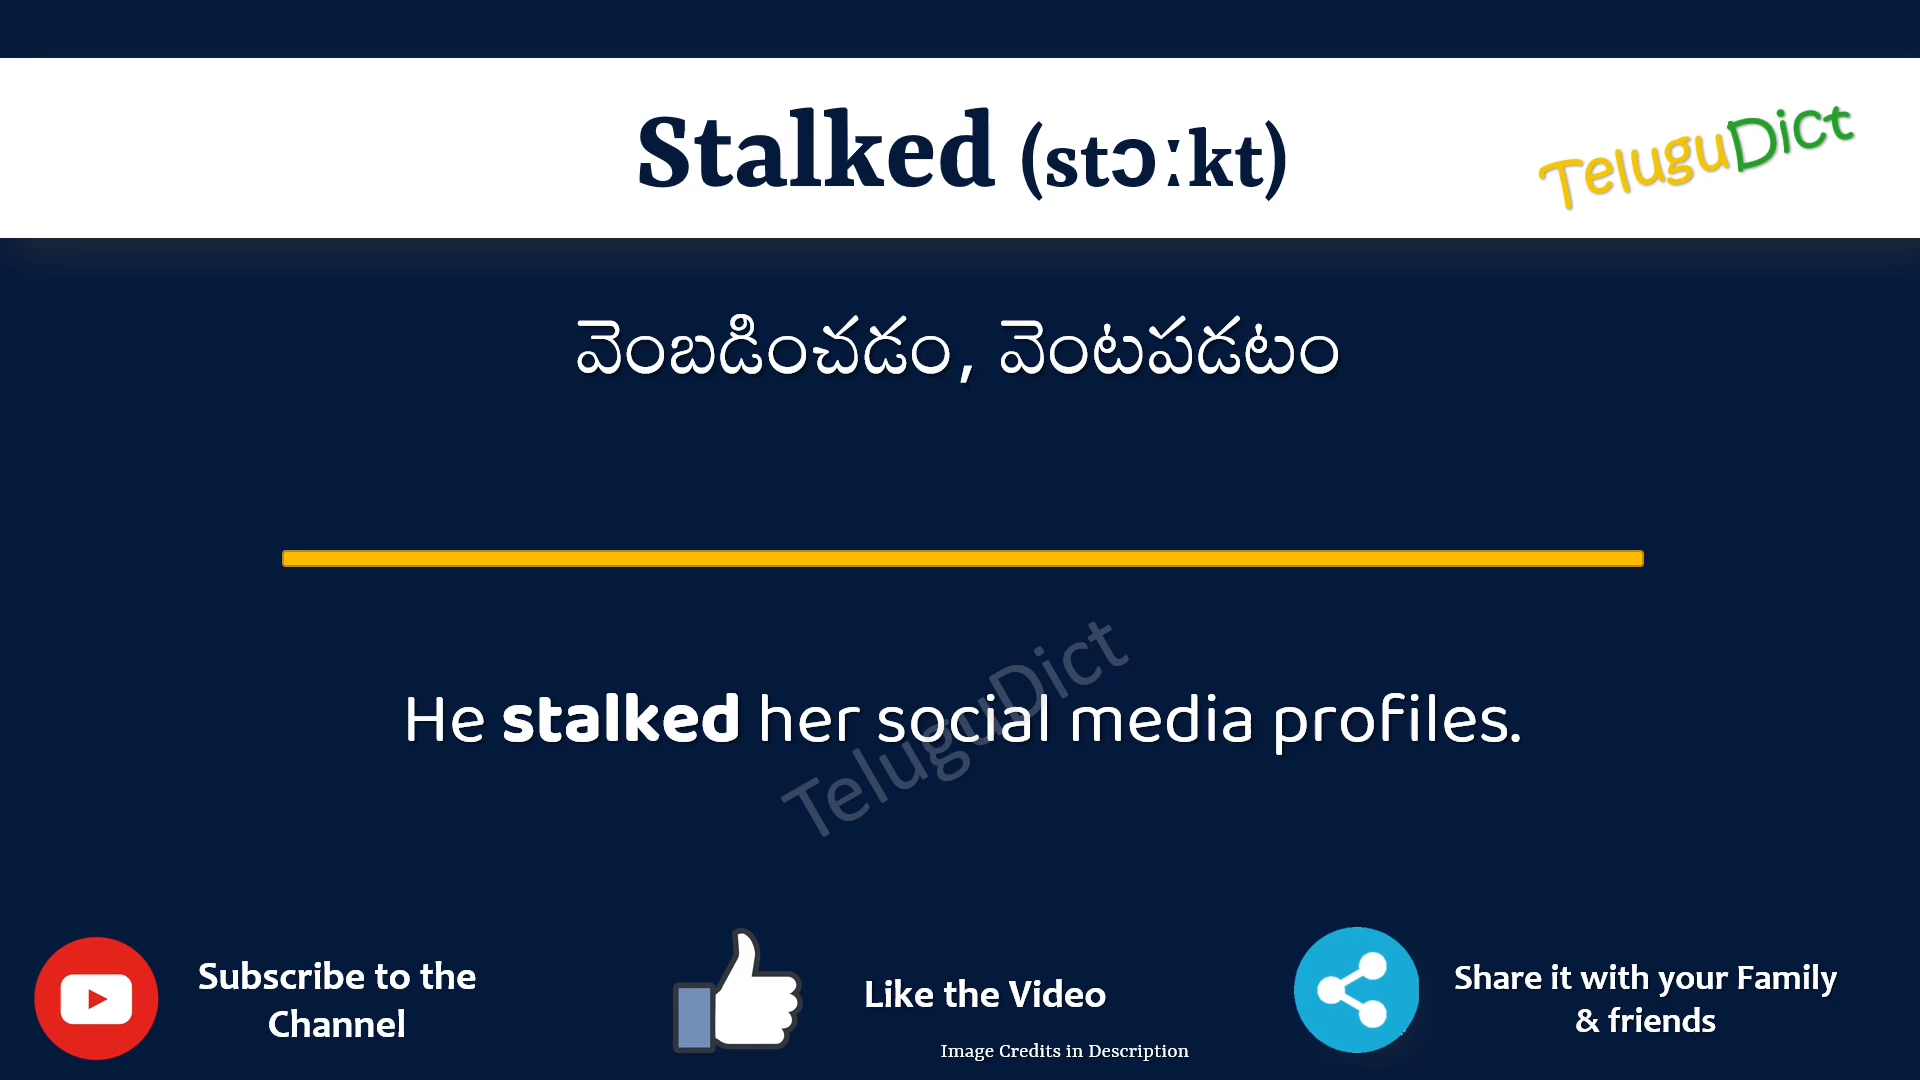 Stalked (stɔːkt)
TeluguDict
వెంబడించడం, వెంటపడటం
He stalked her social media profiles.
TeluguDict
Subscribe to the
Channel
Like the Video
Share it with your Family
& friends
Image Credits in Description